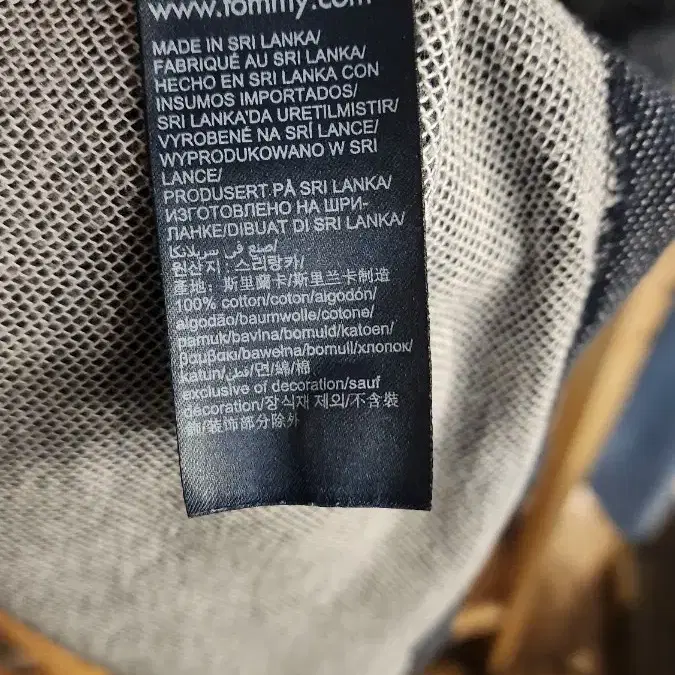 www.tommy.com
MADE IN SRI LANKA/
FABRIQUÉ AU SRI LANKA/
HECHO EN SRI LANKA CON
INSUMOS IMPORTADOS/
SRI LANKA'DA URETILMISTIR/
VYROBENÉ NA SRÍ LANCE/
WYPRODUKOWANO W SRI
LANCE/
PRODUSERT PÅ SRI LANKA/
ИЗГОТОВЛЕНО НА ШРИ-
ЛАНКЕ/DIBUAT DI SRI LANKA/
صنع في سريلانكا/
원산지 : 스리랑카/
產地：斯里蘭卡/斯里兰卡制造
100% cotton/coton/algodón/
algodão/baumwolle/cotone/
pamuk/bavlna/bomuld/katoen/
βαμβακι/bawełna/bomull/хлопок/
katun/قطن/면/綿/棉
exclusive of decoration/sauf
décoration/장식재 제외/不含裝
飾/装饰部分除外